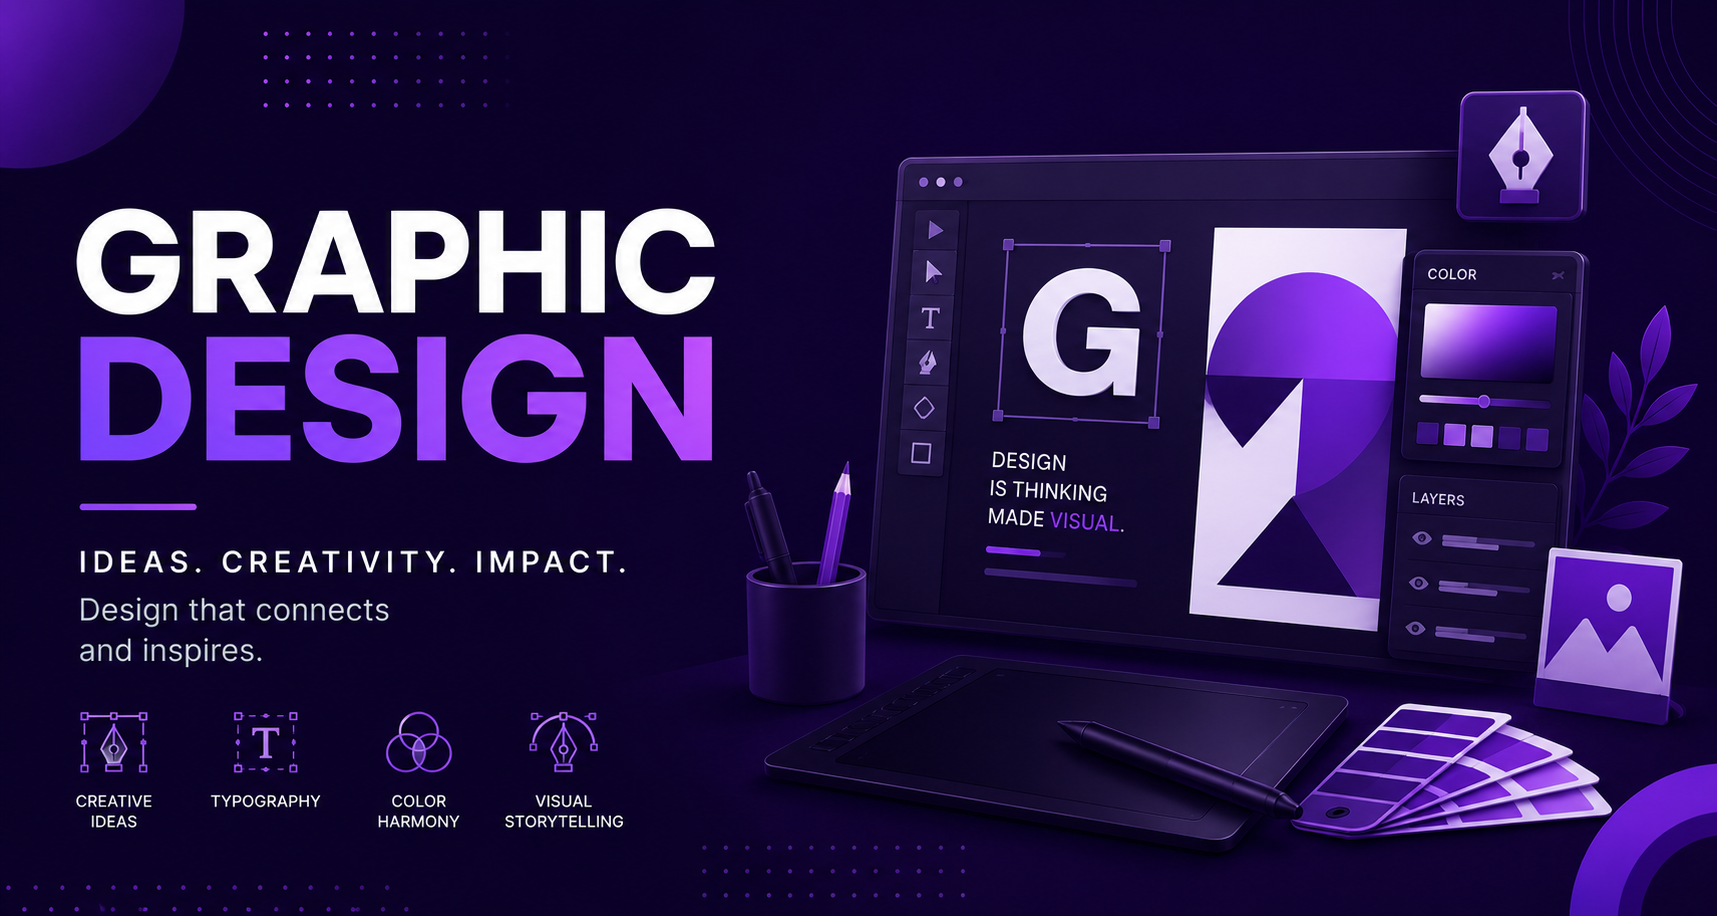 GRAPHIC
DESIGN
IDEAS. CREATIVITY. IMPACT.
Design that connects
and inspires.
CREATIVE
IDEAS
TYPOGRAPHY
COLOR
HARMONY
VISUAL
STORYTELLING
T
T
G
DESIGN
IS THINKING
MADE VISUAL.
COLOR
LAYERS